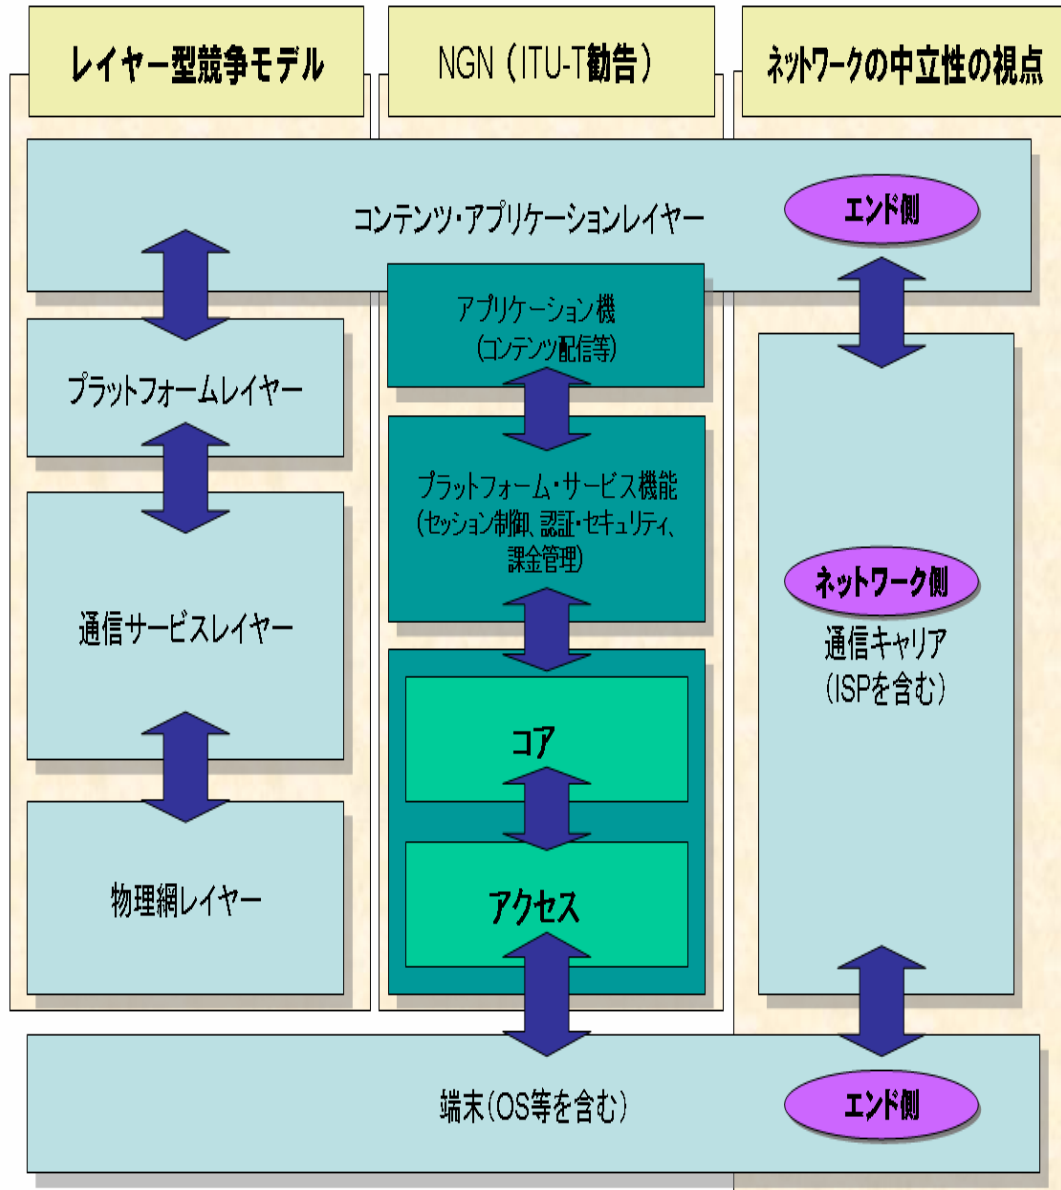 レイヤー型競争モデル
NGN（ITU-T勧告）
ネットワークの中立性の視点
コンテンツ・アプリケーションレイヤー
エンド側
アプリケーション機
（コンテンツ配信等）
プラットフォームレイヤー
プラットフォーム・サービス機能
（セッション制御、認証・セキュリティ、
課金管理）
通信サービスレイヤー
ネットワーク側
通信キャリア
（ISPを含む）
コア
物理網レイヤー
アクセス
端末（OS等を含む）
エンド側